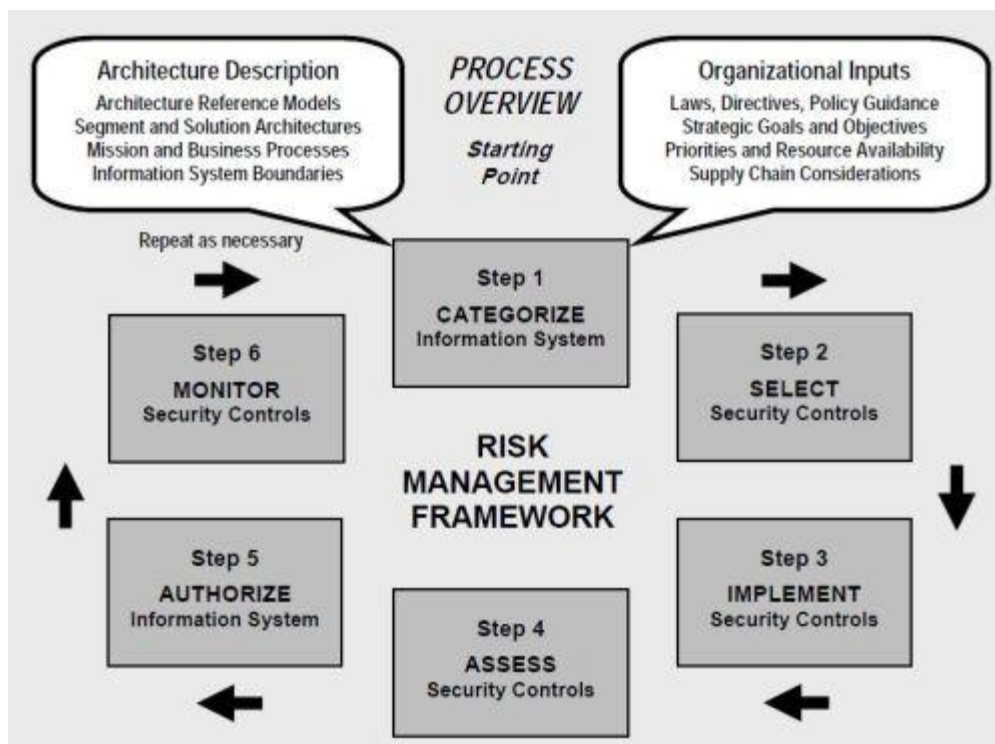 Architecture Description
Architecture Reference Models
Segment and Solution Architectures
Mission and Business Processes
Information System Boundaries
PROCESS
OVERVIEW
Starting
Point
Organizational Inputs
Laws, Directives, Policy Guidance
Strategic Goals and Objectives
Priorities and Resource Availability
Supply Chain Considerations
Repeat as necessary
Step 1
CATEGORIZE
Information System
Step 2
SELECT
Security Controls
Step 3
IMPLEMENT
Security Controls
Step 4
ASSESS
Security Controls
Step 5
AUTHORIZE
Information System
Step 6
MONITOR
Security Controls
RISK
MANAGEMENT
FRAMEWORK